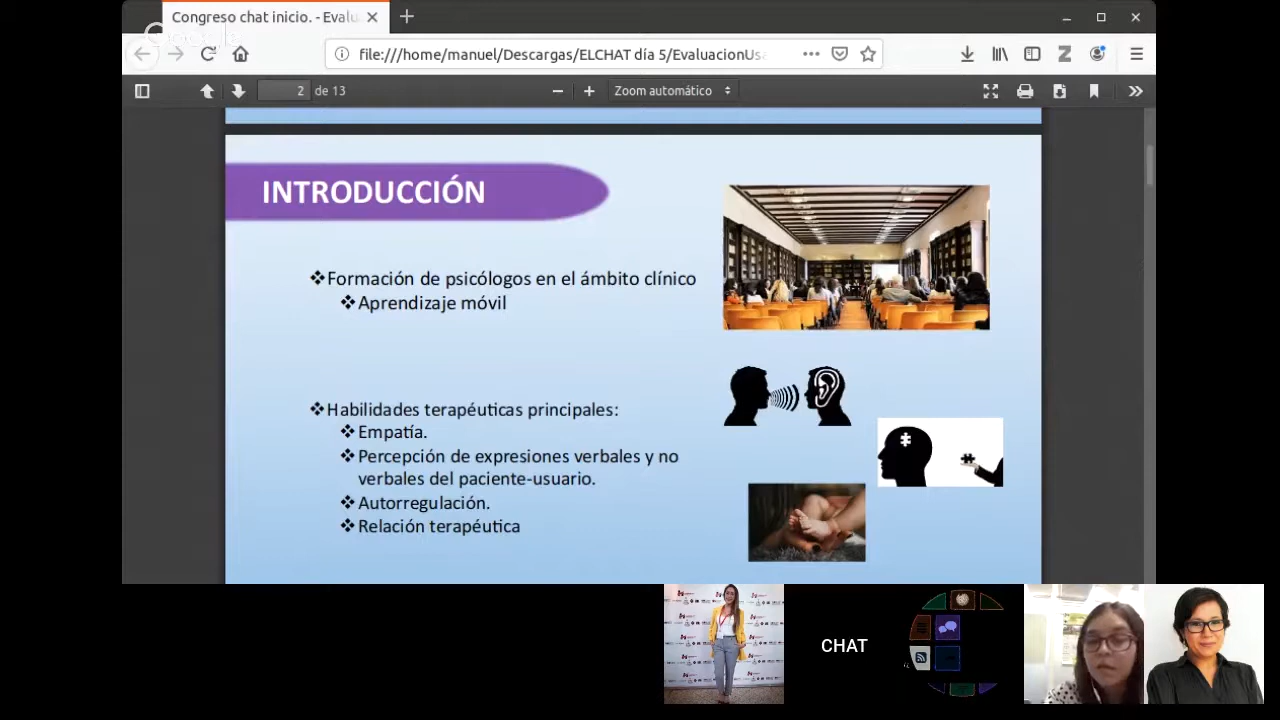 Congreso chat inicio. - Evalu
Google
file:///home/manuel/Descargas/ELCHAT día 5/EvaluacionUs
2 de 13
Zoom automático
INTRODUCCIÓN
❖Formación de psicólogos en el ámbito clínico
❖Aprendizaje móvil
❖Habilidades terapéuticas principales:
❖Empatía.
❖Percepción de expresiones verbales y no
verbales del paciente-usuario.
❖Autorregulación.
❖Relación terapéutica
CHAT